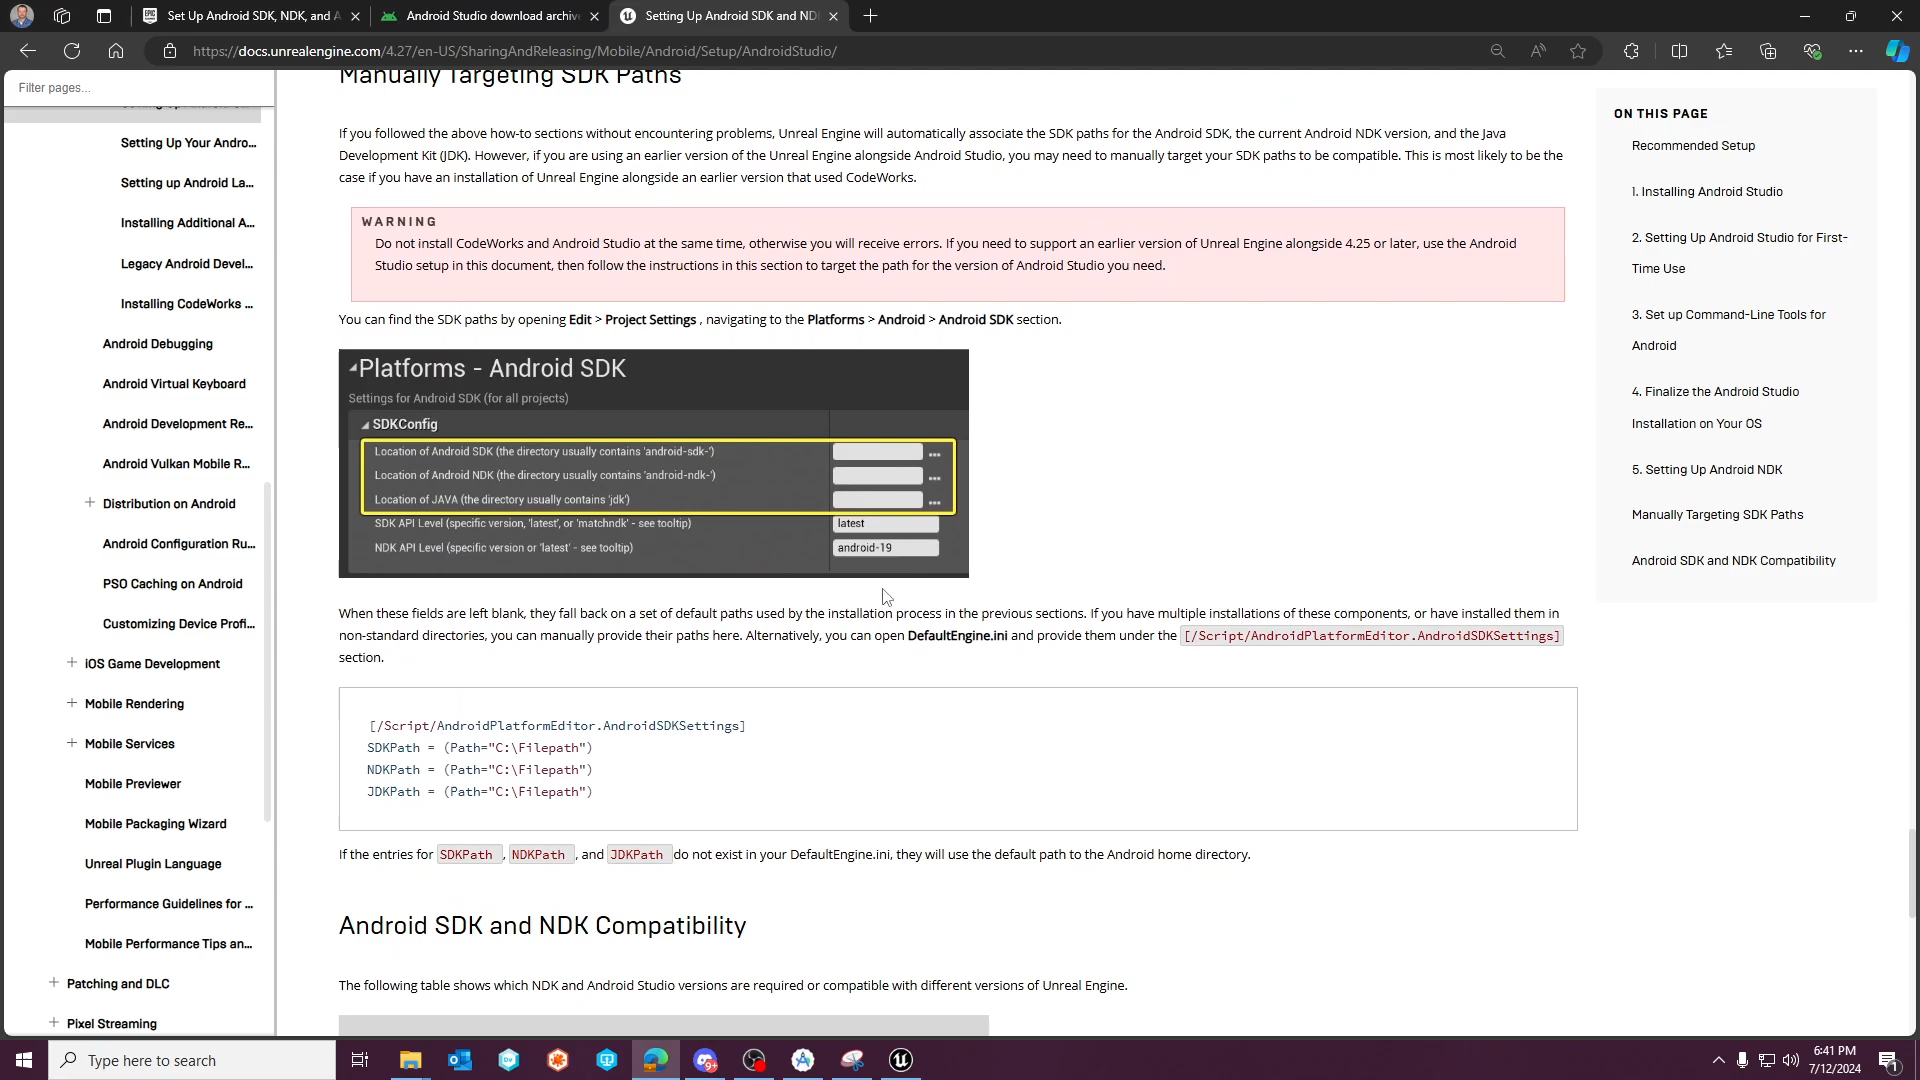 Set Up Android SDK, NDK, and A
Android Studio download archiv
Setting Up Android SDK and ND
https://docs.unrealengine.com/4.27/en-US/SharingAndReleasing/Mobile/Android/Setup/AndroidStudio/
Filter pages...
Setting Up Your Andro...
Setting up Android La...
Installing Additional A...
Legacy Android Devel...
Installing CodeWorks ...
Android Debugging
Android Virtual Keyboard
Android Development Re...
Android Vulkan Mobile R...
Distribution on Android
Android Configuration Ru...
PSO Caching on Android
Customizing Device Profi...
iOS Game Development
Mobile Rendering
Mobile Services
Mobile Previewer
Mobile Packaging Wizard
Unreal Plugin Language
Performance Guidelines for ...
Mobile Performance Tips an...
Patching and DLC
Pixel Streaming
Manually Targeting SDK Paths
If you followed the above how-to sections without encountering problems, Unreal Engine will automatically associate the SDK paths for the Android SDK, the current Android NDK version, and the Java
Development Kit (JDK). However, if you are using an earlier version of the Unreal Engine alongside Android Studio, you may need to manually target your SDK paths to be compatible. This is most likely to be the
case if you have an installation of Unreal Engine alongside an earlier version that used CodeWorks.
WARNING
Do not install CodeWorks and Android Studio at the same time, otherwise you will receive errors. If you need to support an earlier version of Unreal Engine alongside 4.25 or later, use the Android
Studio setup in this document, then follow the instructions in this section to target the path for the version of Android Studio you need.
You can find the SDK paths by opening Edit > Project Settings , navigating to the Platforms > Android > Android SDK section.
Platforms - Android SDK
Settings for Android SDK (for all projects)
SDKConfig
Location of Android SDK (the directory usually contains 'android-sdk-')
Location of Android NDK (the directory usually contains 'android-ndk-')
Location of JAVA (the directory usually contains 'jdk')
SDK API Level (specific version, 'latest', or 'matchndk' - see tooltip) latest
NDK API Level (specific version or 'latest' - see tooltip) android-19
When these fields are left blank, they fall back on a set of default paths used by the installation process in the previous sections. If you have multiple installations of these components, or have installed them in
non-standard directories, you can manually provide their paths here. Alternatively, you can open DefaultEngine.ini and provide them under the [/Script/AndroidPlatformEditor.AndroidSDKSettings]
section.
[/Script/AndroidPlatformEditor.AndroidSDKSettings]
SDKPath = (Path="C:\Filepath")
NDKPath = (Path="C:\Filepath")
JDKPath = (Path="C:\Filepath")
If the entries for SDKPath , NDKPath , and JDKPath do not exist in your DefaultEngine.ini, they will use the default path to the Android home directory.
Android SDK and NDK Compatibility
The following table shows which NDK and Android Studio versions are required or compatible with different versions of Unreal Engine.
ON THIS PAGE
Recommended Setup
1. Installing Android Studio
2. Setting Up Android Studio for First-
Time Use
3. Set up Command-Line Tools for
Android
4. Finalize the Android Studio
Installation on Your OS
5. Setting Up Android NDK
Manually Targeting SDK Paths
Android SDK and NDK Compatibility
Type here to search
6:41 PM
7/12/2024